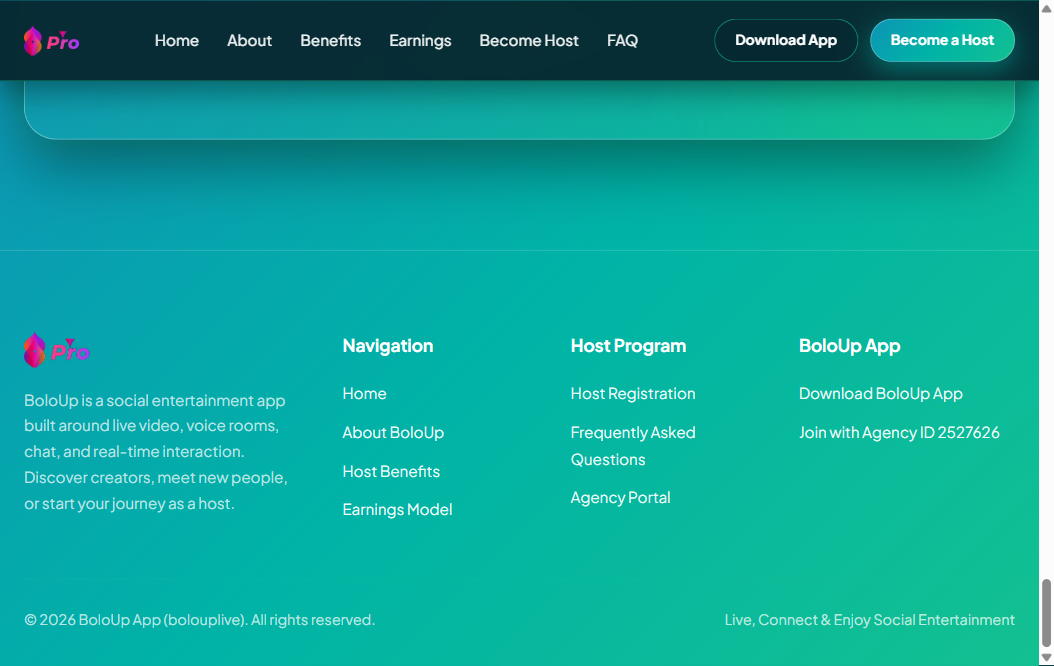 Pro
Home
About
Benefits
Earnings
Become Host
FAQ
Download App
Become a Host
Pro
BoloUp is a social entertainment app
built around live video, voice rooms,
chat, and real-time interaction.
Discover creators, meet new people,
or start your journey as a host.
Navigation
Home
About BoloUp
Host Benefits
Earnings Model
Host Program
Host Registration
Frequently Asked
Questions
Agency Portal
BoloUp App
Download BoloUp App
Join with Agency ID 2527626
© 2026 BoloUp App (bolouplive). All rights reserved.
Live, Connect & Enjoy Social Entertainment